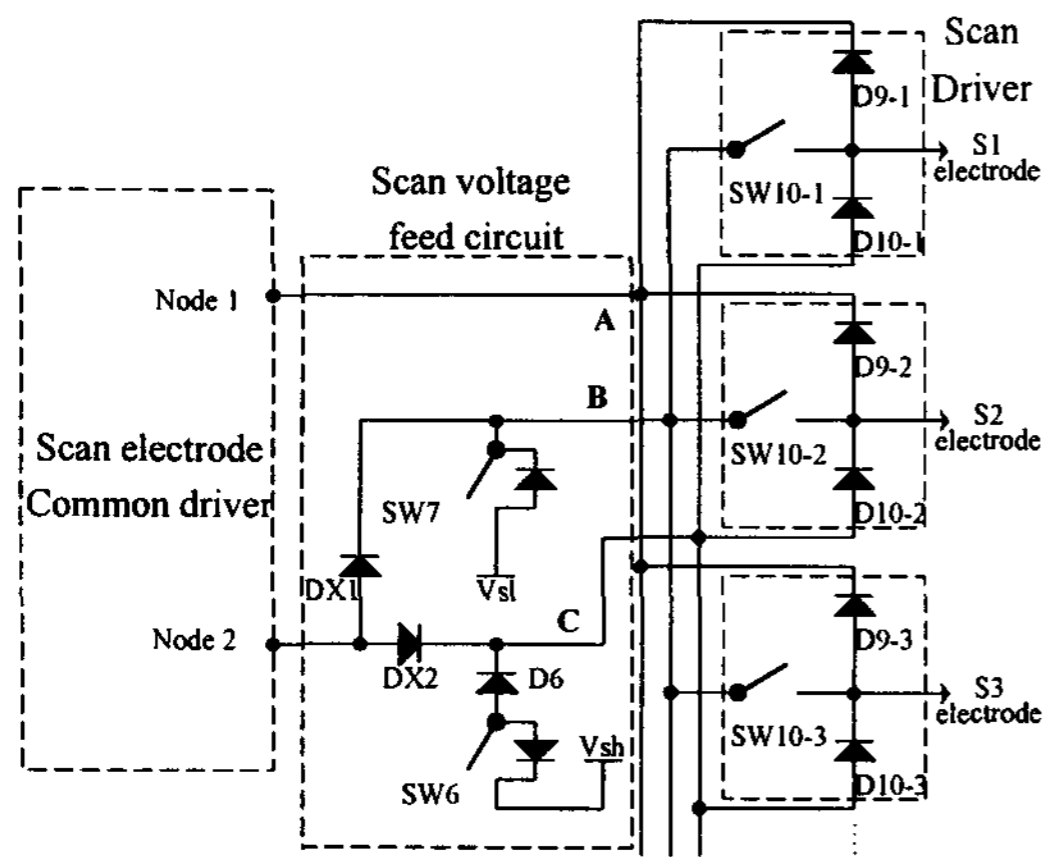 Scan
Driver
D9-1
S1
electrode
SW10-1
D10-1
Scan voltage
feed circuit
Node 1
A
D9-2
B
S2
electrode
SW10-2
D10-2
Scan electrode
Common driver
SW7
DX1
Vsl
C
Node 2
DX2
D6
D9-3
S3
electrode
SW10-3
D10-3
Vsh
SW6